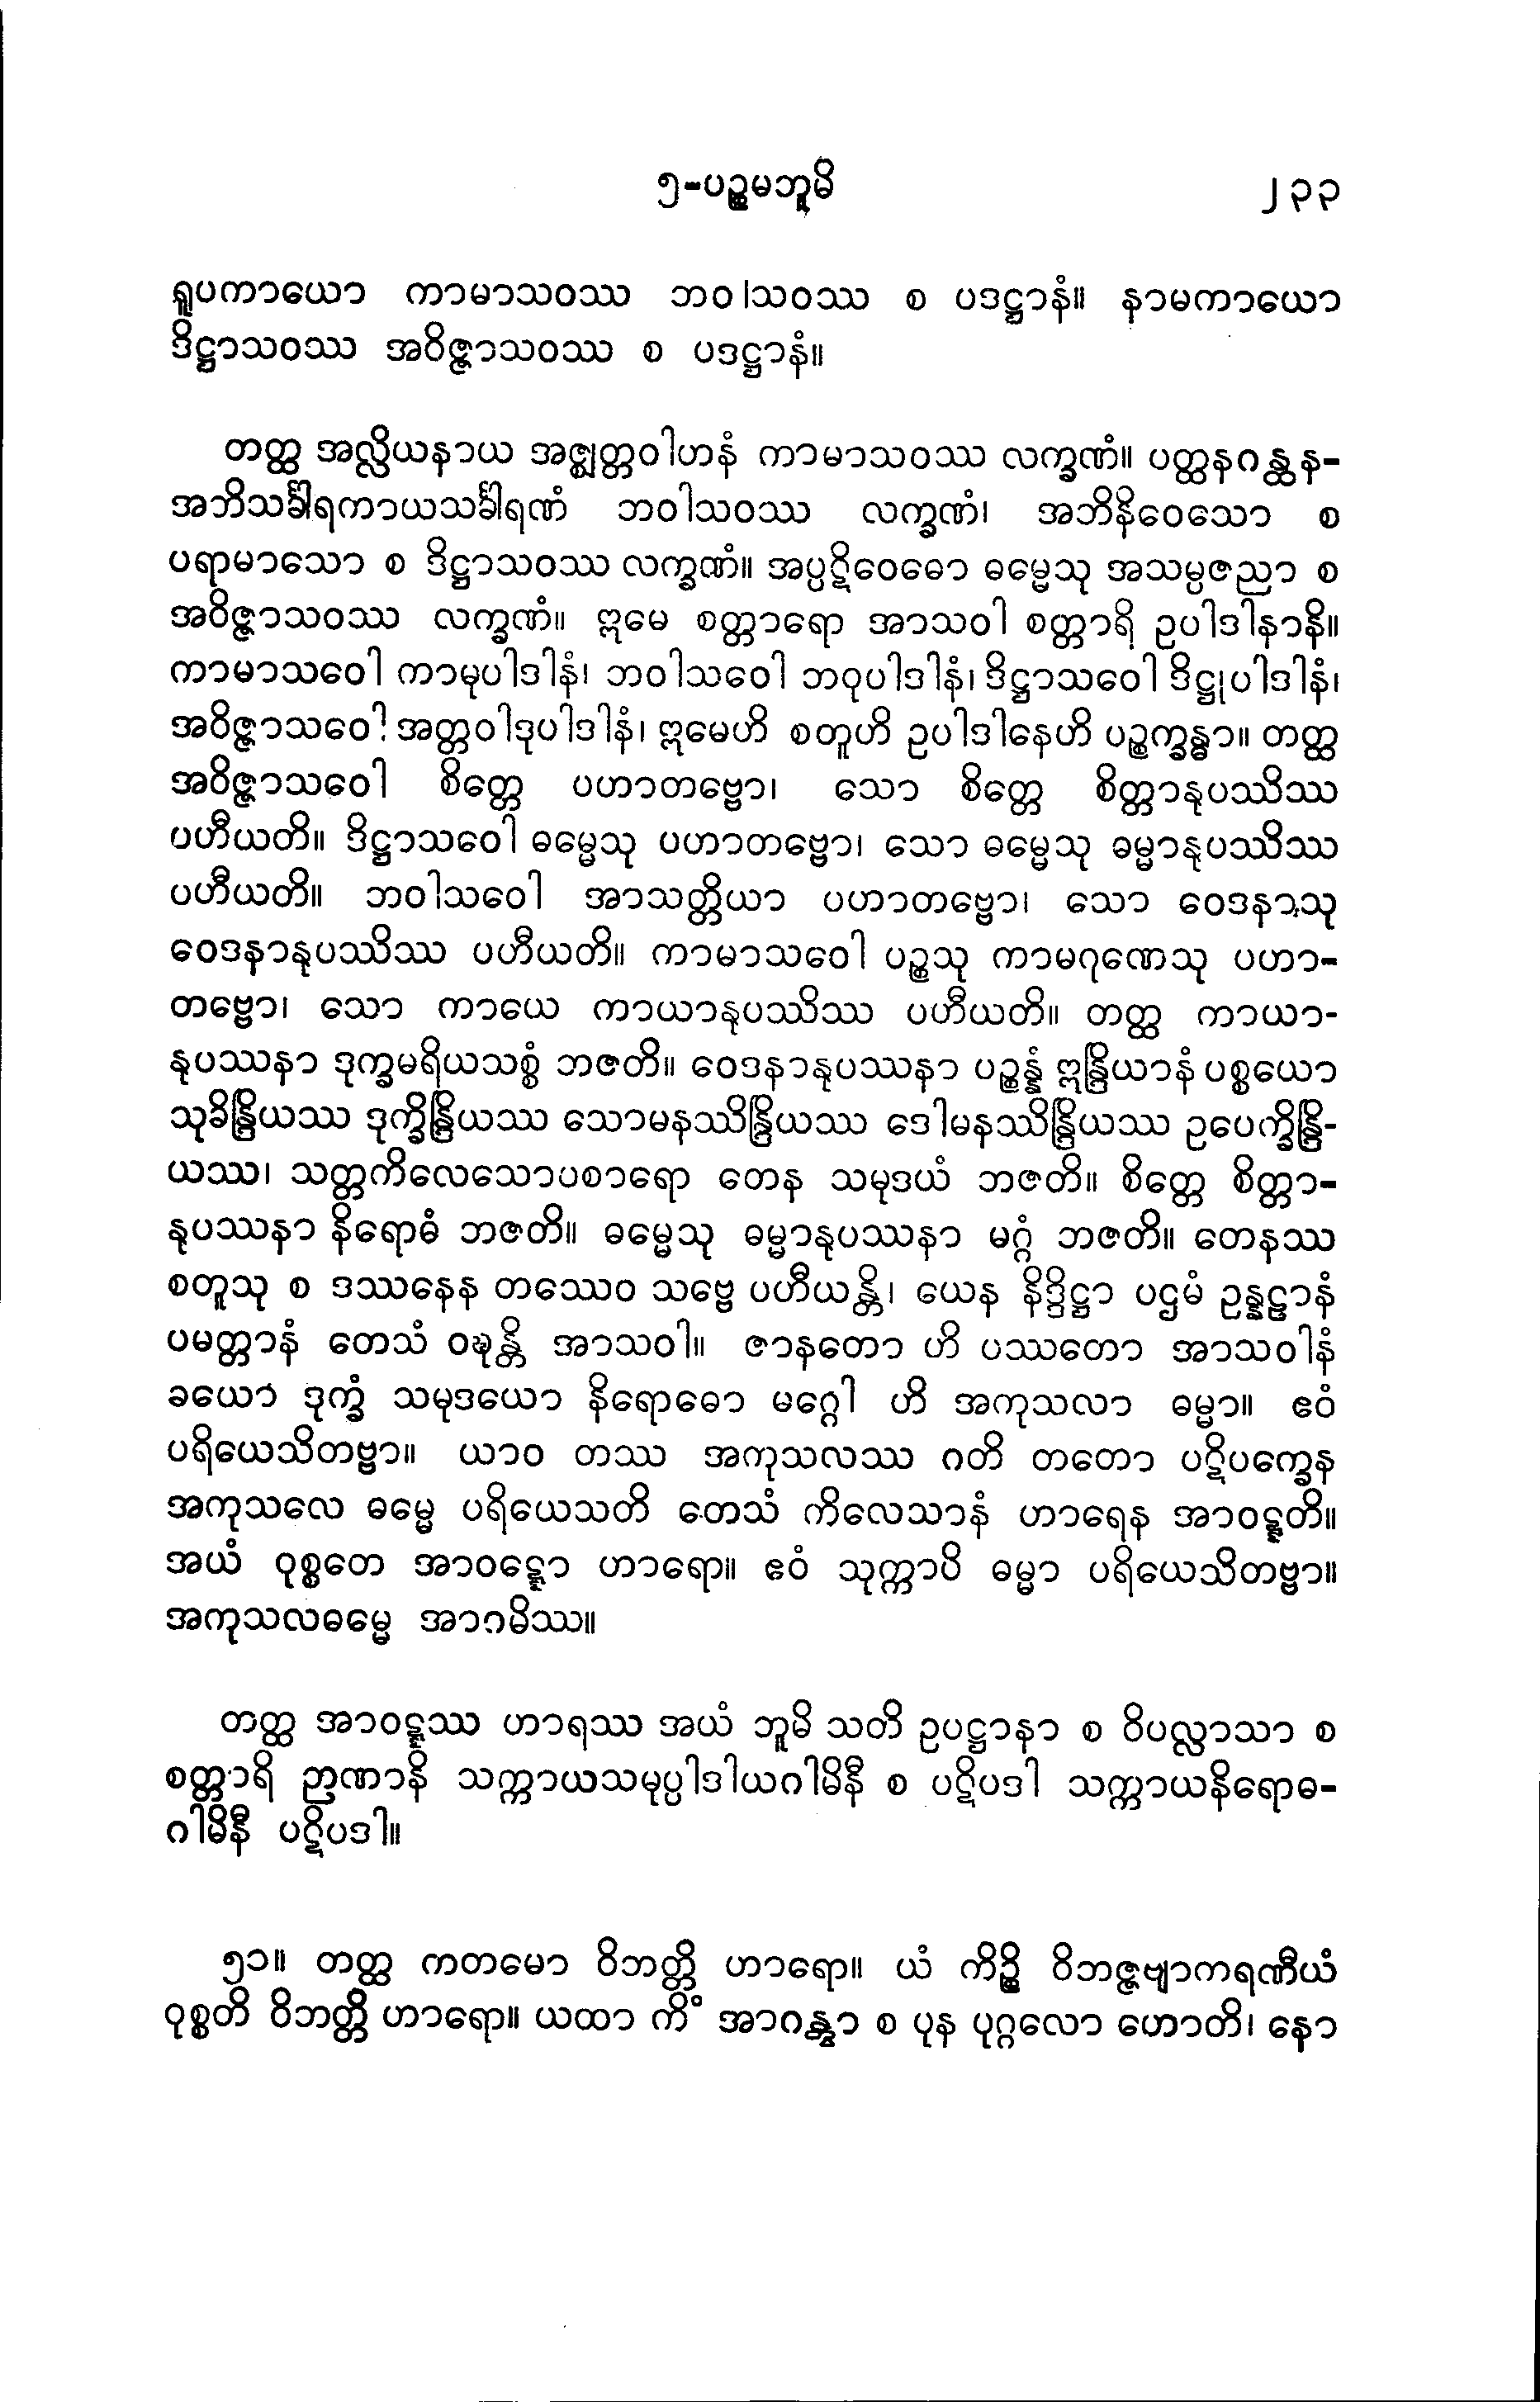 ၅-ပဉ္စမဘူမိ ၂၃၃
ရူပကာယော ကာမာသဝဿ ဘဝါသဝဿ စ ပဒဋ္ဌာနံ။ နာမကာယော
ဒိဋ္ဌာသဝဿ အဝိဇ္ဇာသဝဿ စ ပဒဋ္ဌာနံ။
တတ္ထ အလ္လိယနာယ အဇ္ဈတ္တဝါဟနံ ကာမာသဝဿ လက္ခဏံ။ ပတ္ထနဂန္ထန-
အဘိသင်္ခါရကာယသင်္ခါရဏံ ဘဝါသဝဿ လက္ခဏံ၊ အဘိနိဝေသော စ
ပရာမာသော စ ဒိဋ္ဌာသဝဿ လက္ခဏံ။ အပ္ပဋိဝေဓော ဓမ္မေသု အသမ္ပဇညာ စ
အဝိဇ္ဇာသဝဿ လက္ခဏံ။ ဣမေ စတ္တာရော အာသဝါ စတ္တာရိ ဥပါဒါနာနိ။
ကာမာသဝေါ ကာမုပါဒါနံ၊ ဘဝါသဝေါ ဘဝုပါဒါနံ၊ ဒိဋ္ဌာသဝေါ ဒိဋ္ဌုပါဒါနံ၊
အဝိဇ္ဇာသဝေါ အတ္တဝါဒုပါဒါနံ၊ ဣမေဟိ စတူဟိ ဥပါဒါနေဟိ ပဉ္စက္ခန္ဓာ။ တတ္ထ
အဝိဇ္ဇာသဝေါ စိတ္တေ ပဟာတဗ္ဗော၊ သော စိတ္တေ စိတ္တာနုပဿိဿ
ပဟီယတိ။ ဒိဋ္ဌာသဝေါ ဓမ္မေသု ပဟာတဗ္ဗော၊ သော ဓမ္မေသု ဓမ္မာနုပဿိဿ
ပဟီယတိ။ ဘဝါသဝေါ အာသတ္တိယာ ပဟာတဗ္ဗော၊ သော ဝေဒနာသု
ဝေဒနာနုပဿိဿ ပဟီယတိ။ ကာမာသဝေါ ပဉ္စသု ကာမဂုဏေသု ပဟာ-
တဗ္ဗော၊ သော ကာယေ ကာယာနုပဿိဿ ပဟီယတိ။ တတ္ထ ကာယာ-
နုပဿနာ ဒုက္ခမရိယသစ္စံ ဘဇတိ။ ဝေဒနာနုပဿနာ ပဉ္စန္နံ ဣန္ဒြိယာနံ ပစ္စယော
သုခိန္ဒြိယဿ ဒုက္ခိန္ဒြိယဿ သောမနဿိန္ဒြိယဿ ဒေါမနဿိန္ဒြိယဿ ဥပေက္ခိန္ဒြိ-
ယဿ၊ သတ္တကိလေသောပစာရော တေန သမုဒယံ ဘဇတိ။ စိတ္တေ စိတ္တာ-
နုပဿနာ နိရောဓံ ဘဇတိ။ ဓမ္မေသု ဓမ္မာနုပဿနာ မဂ္ဂံ ဘဇတိ။ တေနဿ
စတူသု စ ဒဿနေန တဿေဝ သဗ္ဗေ ပဟီယန္တိ၊ ယေန နိဒ္ဒိဋ္ဌာ ပဌမံ ဥန္နဠာနံ
ပမတ္တာနံ တေသံ ဝဍ္ဎန္တိ အာသဝါ။ ဇာနတော ဟိ ပဿတော အာသဝါနံ
ခယော ဒုက္ခံ သမုဒယော နိရောဓော မဂ္ဂေါ ဟိ အကုသလာ ဓမ္မာ။ ဧဝံ
ပရိယေသိတဗ္ဗာ။ ယာဝ တဿ အကုသလဿ ဂတိ တတော ပဋိပက္ခေန
အကုသလေ ဓမ္မေ ပရိယေသတိ တေသံ ကိလေသာနံ ဟာရေန အာဝဋ္ဋတိ။
အယံ ဝုစ္စတေ အာဝဋ္ဋော ဟာရော။ ဧဝံ သုက္ကာပိ ဓမ္မာ ပရိယေသိတဗ္ဗာ။
အကုသလဓမ္မေ အာဂမိဿ။
တတ္ထ အာဝဋ္ဋဿ ဟာရဿ အယံ ဘူမိ သတိ ဥပဋ္ဌာနာ စ ဝိပလ္လာသာ စ
စတ္တာရိ ဉာဏာနိ သက္ကာယသမုပ္ပါဒါယဂါမိနီ စ ပဋိပဒါ သက္ကာယနိရောဓ-
ဂါမိနီ ပဋိပဒါ။
၅၁။ တတ္ထ ကတမော ဝိဘတ္တိ ဟာရော။ ယံ ကိဉ္စိ ဝိဘဇ္ဇဗျာကရဏီယံ
ဝုစ္စတိ ဝိဘတ္တိ ဟာရော။ ယထာ ကိံ အာဂန္တွာ စ ပုန ပုဂ္ဂလော ဟောတိ၊ နော